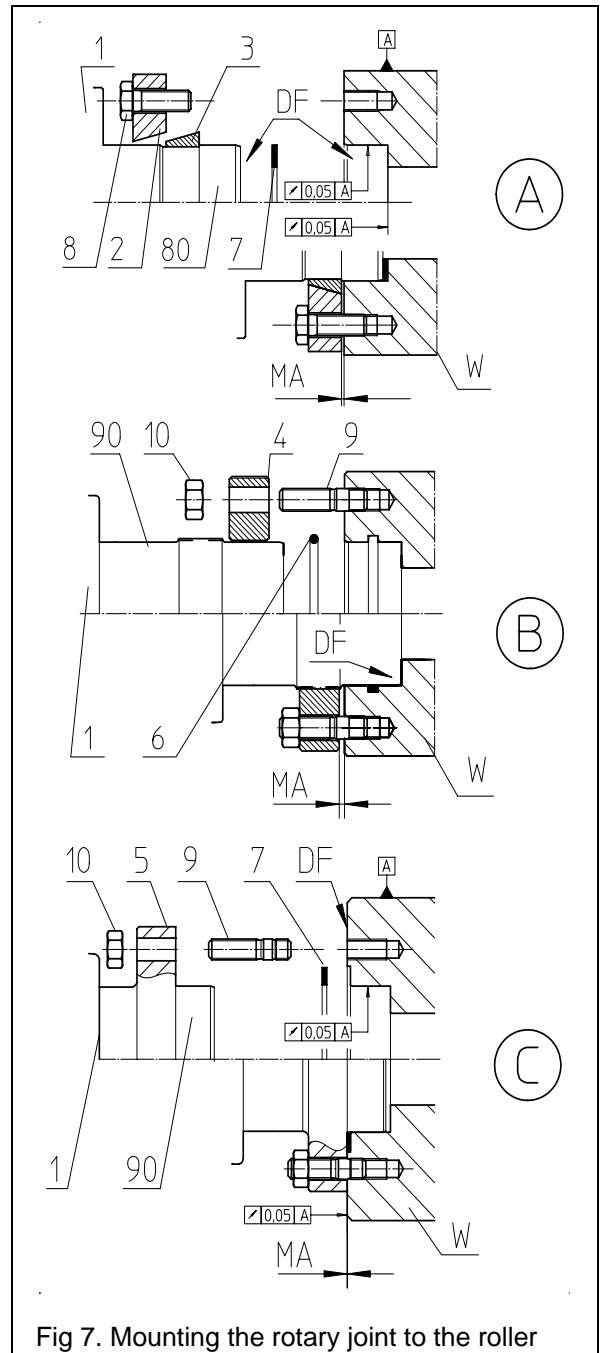 A
1 3
DF
0,05 A
0,05 A
A
8 2 80 7
W
MA
90 10 4 9
B
DF
1 6
MA
W
10 5 9 7 DF
A
0,05 A
C
1 90
0,05 A
W
MA
Fig 7. Mounting the rotary joint to the roller